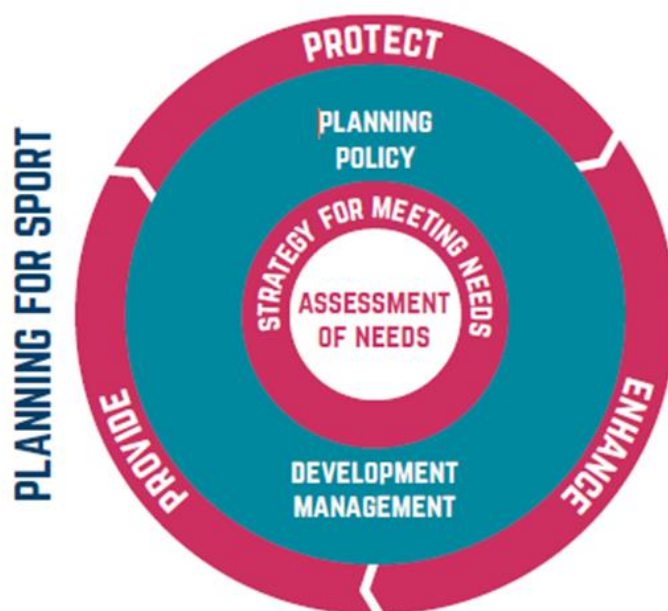 PLANNING FOR SPORT
PROTECT
PLANNING
POLICY
STRATEGY FOR MEETING NEEDS
ASSESSMENT
OF NEEDS
DEVELOPMENT
MANAGEMENT
PROVIDE
ENHANCE